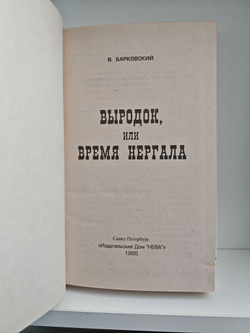 В. БАРКОВСКИЙ
ВЫРОДОК,
ИЛИ
ВРЕМЯ НЕРГАЛА
Санкт-Петербург
«Издательский Дом "НЕВА"»
1995